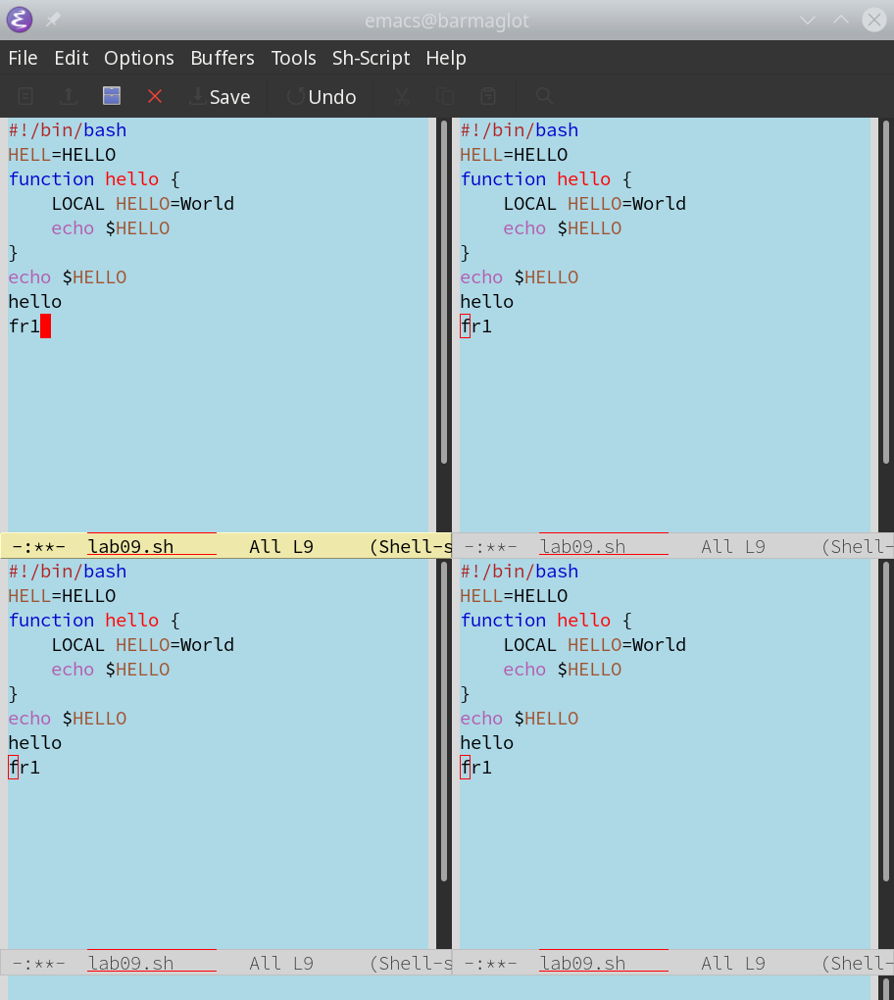 emacs@barmaglot
File Edit Options Buffers Tools Sh-Script Help
Save Undo
#!/bin/bash
HELL=HELLO
function hello {
    LOCAL HELLO=World
    echo $HELLO
}
echo $HELLO
hello
fr1
-:**-  lab09.sh       All L9     (Shell-s
#!/bin/bash
HELL=HELLO
function hello {
    LOCAL HELLO=World
    echo $HELLO
}
echo $HELLO
hello
fr1
-:**-  lab09.sh       All L9     (Shell-
#!/bin/bash
HELL=HELLO
function hello {
    LOCAL HELLO=World
    echo $HELLO
}
echo $HELLO
hello
fr1
-:**-  lab09.sh       All L9     (Shell-s
#!/bin/bash
HELL=HELLO
function hello {
    LOCAL HELLO=World
    echo $HELLO
}
echo $HELLO
hello
fr1
-:**-  lab09.sh       All L9     (Shell-